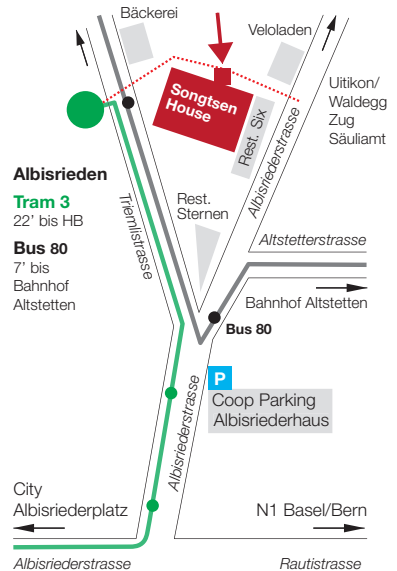 Bäckerei
Veloladen
Songtsen
House
Uitikon/
Waldegg
Zug
Säuliamt
Rest. Six
Albisriederstrasse
Albisrieden
Tram 3
22’ bis HB
Bus 80
7’ bis
Bahnhof
Altstetten
Triemlistrasse
Rest.
Sternen
Altstetterstrasse
Bahnhof Altstetten
Bus 80
P
Coop Parking
Albisriederhaus
Albisriederstrasse
City
Albisriederplatz
N1 Basel/Bern
Albisriederstrasse
Rautistrasse